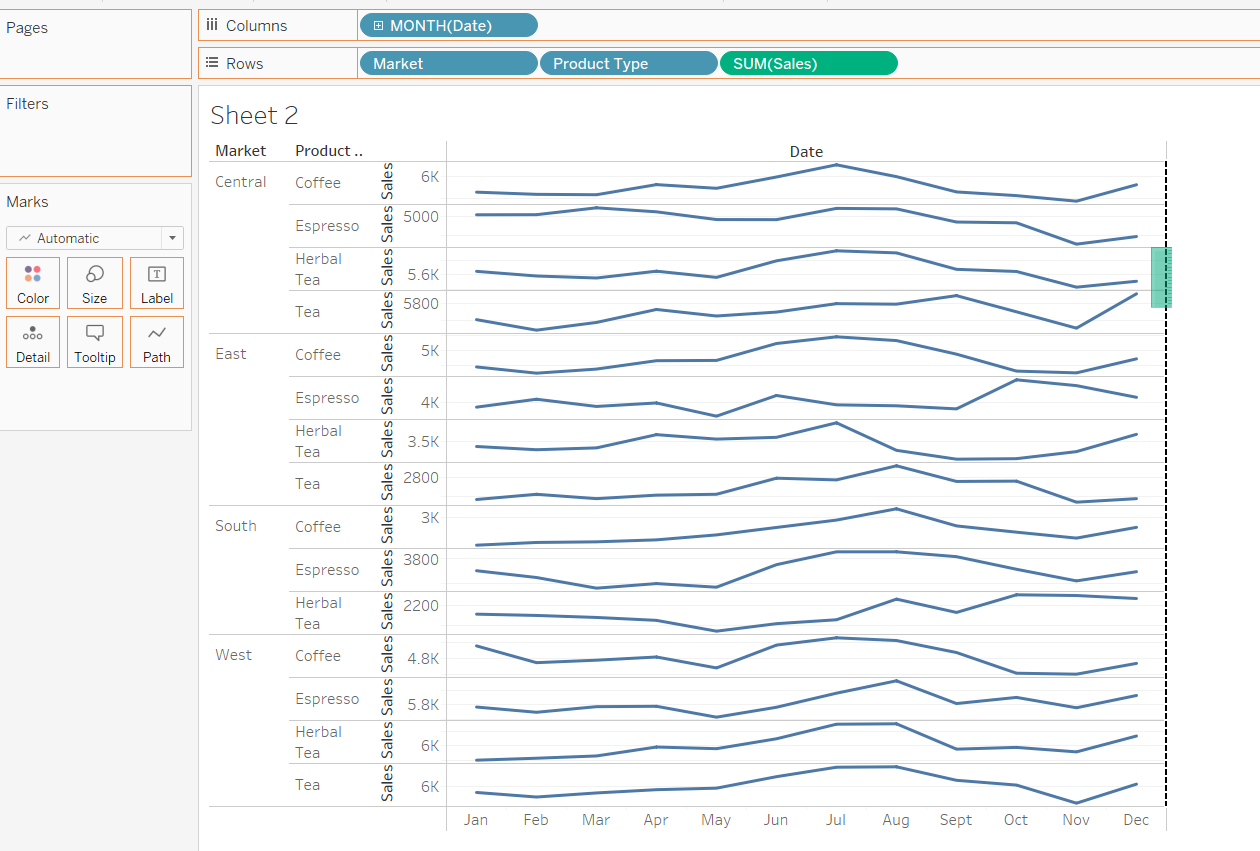 Pages
Columns
MONTH(Date)
Rows
Market
Product Type
SUM(Sales)
Filters
Marks
Automatic
Color
Size
T
Label
Detail
Tooltip
Path
Sheet 2
Market
Product ..
Date
Central
Coffee
Sales
6K
Espresso
Sales
5000
Herbal
Tea
Sales
5.6K
Tea
Sales
5800
East
Coffee
Sales
5K
Espresso
Sales
4K
Herbal
Tea
Sales
3.5K
Tea
Sales
2800
South
Coffee
Sales
3K
Espresso
Sales
3800
Herbal
Tea
Sales
2200
West
Coffee
Sales
4.8K
Espresso
Sales
5.8K
Herbal
Tea
Sales
6K
Tea
Sales
6K
Jan Feb Mar Apr May Jun Jul Aug Sept Oct Nov Dec